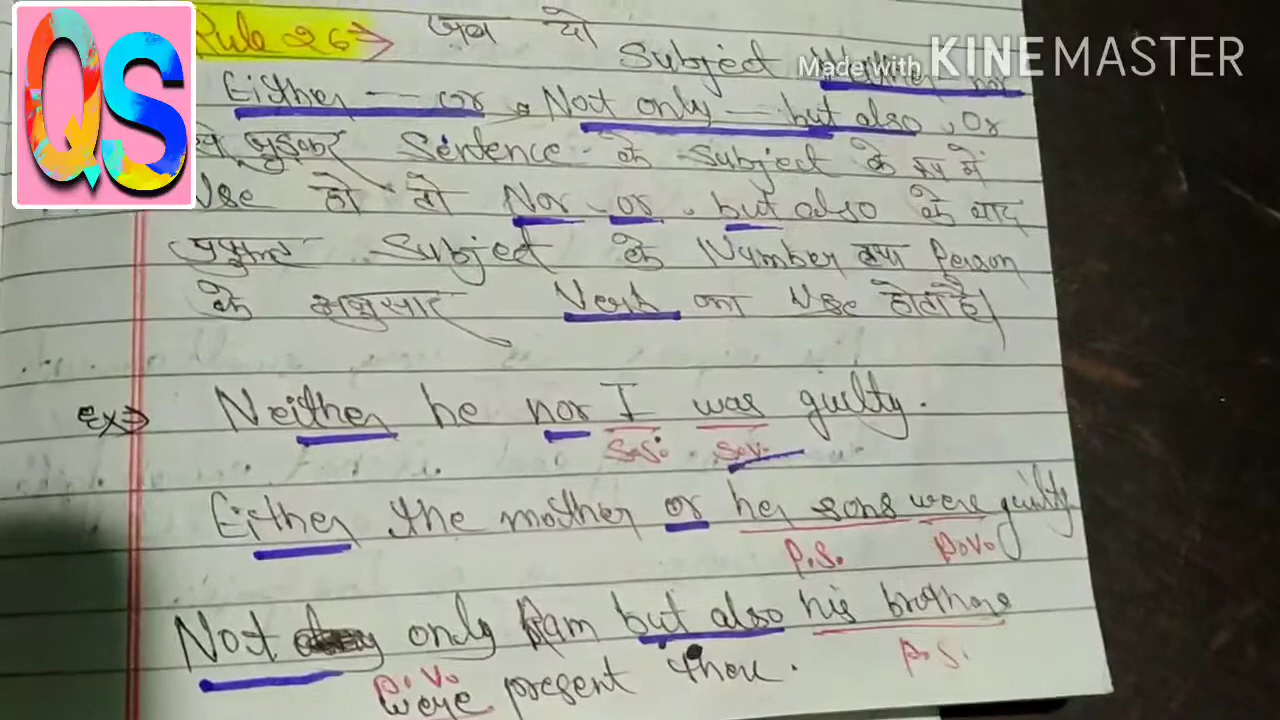 QS
Rule 26⇒ जब दो Subject Neither nor
Made with KINEMASTER
Either --- or, Not only --- but also, or
से जुड़कर Sentence के Subject के रूप में
Use हो तो Nor, or, but also के बाद
प्रयुक्त Subject के Number तथा Person
के अनुसार Verb का Use होता है।
Ex⇒ Neither he nor I was guilty.
S.S. S.V.
Either the mother or her sons were guilty
P.S. P.V.
Not only Ram but also his brothers
P.V. P.S.
were present there.